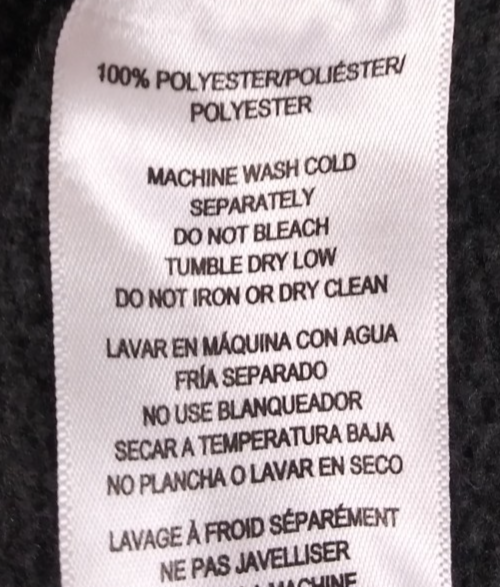 100% POLYESTER/POLIÉSTER/
POLYESTER
MACHINE WASH COLD
SEPARATELY
DO NOT BLEACH
TUMBLE DRY LOW
DO NOT IRON OR DRY CLEAN
LAVAR EN MÁQUINA CON AGUA
FRÍA SEPARADO
NO USE BLANQUEADOR
SECAR A TEMPERATURA BAJA
NO PLANCHA O LAVAR EN SECO
LAVAGE À FROID SÉPARÉMENT
NE PAS JAVELLISER
MACHINE